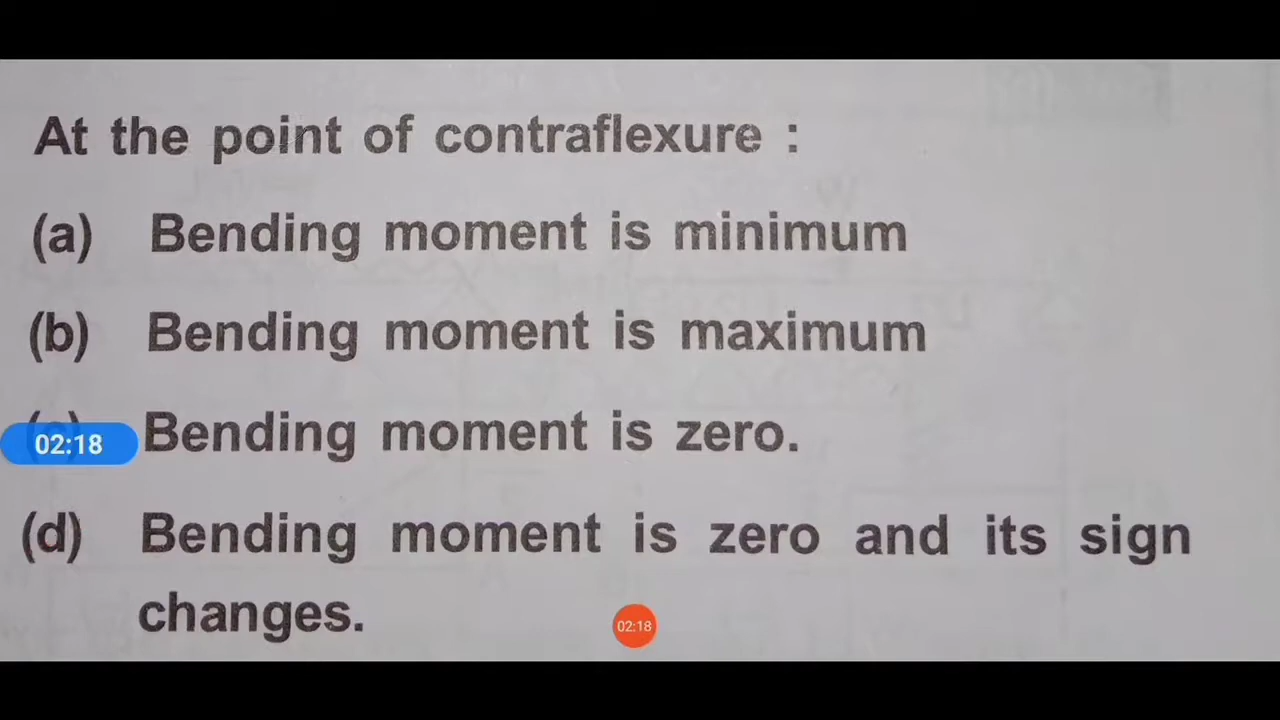 At the point of contraflexure :
(a) Bending moment is minimum
(b) Bending moment is maximum
02:18 Bending moment is zero.
(d) Bending moment is zero and its sign
changes.
02:18